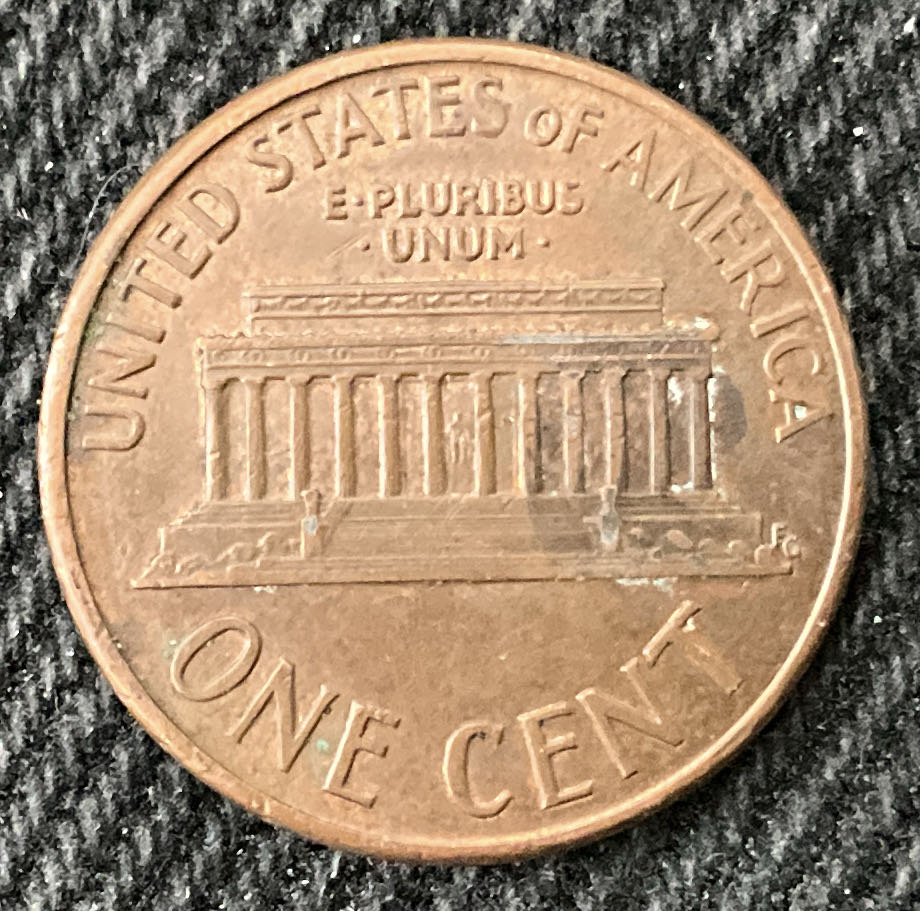 UNITED STATES OF AMERICA
E·PLURIBUS
·UNUM·
FG
ONE CENT